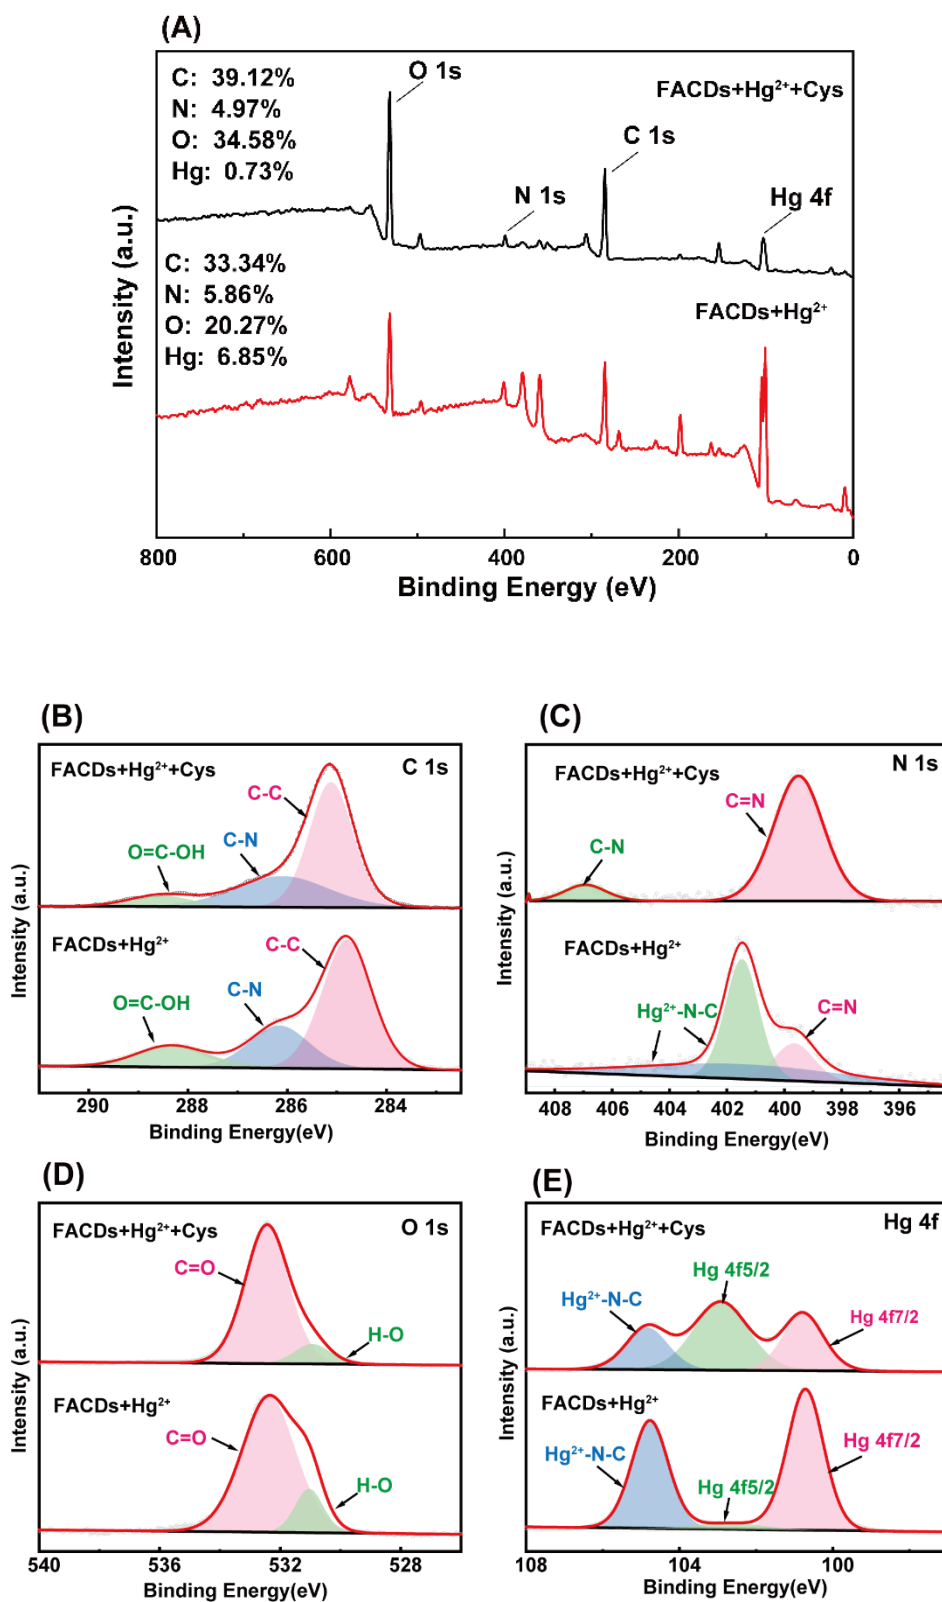 (A)
C: 39.12%
N: 4.97%
O: 34.58%
Hg: 0.73%
O 1s
FACDs+Hg²⁺+Cys
C 1s
N 1s
Hg 4f
C: 33.34%
N: 5.86%
O: 20.27%
Hg: 6.85%
FACDs+Hg²⁺
Intensity (a.u.)
800 600 400 200 0
Binding Energy (eV)
(B)
FACDs+Hg²⁺+Cys
C 1s
C-C
C-N
O=C-OH
FACDs+Hg²⁺
C-C
C-N
O=C-OH
Intensity (a.u.)
290 288 286 284
Binding Energy(eV)
(C)
FACDs+Hg²⁺+Cys
N 1s
C=N
C-N
FACDs+Hg²⁺
Hg²⁺-N-C
C=N
Intensity (a.u.)
408 406 404 402 400 398 396
Binding Energy(eV)
(D)
FACDs+Hg²⁺+Cys
O 1s
C=O
H-O
FACDs+Hg²⁺
C=O
H-O
Intensity (a.u.)
540 536 532 528
Binding Energy(eV)
(E)
FACDs+Hg²⁺+Cys
Hg 4f
Hg 4f5/2
Hg²⁺-N-C
Hg 4f7/2
FACDs+Hg²⁺
Hg²⁺-N-C
Hg 4f5/2
Hg 4f7/2
Intensity (a.u.)
108 104 100
Binding Energy(eV)